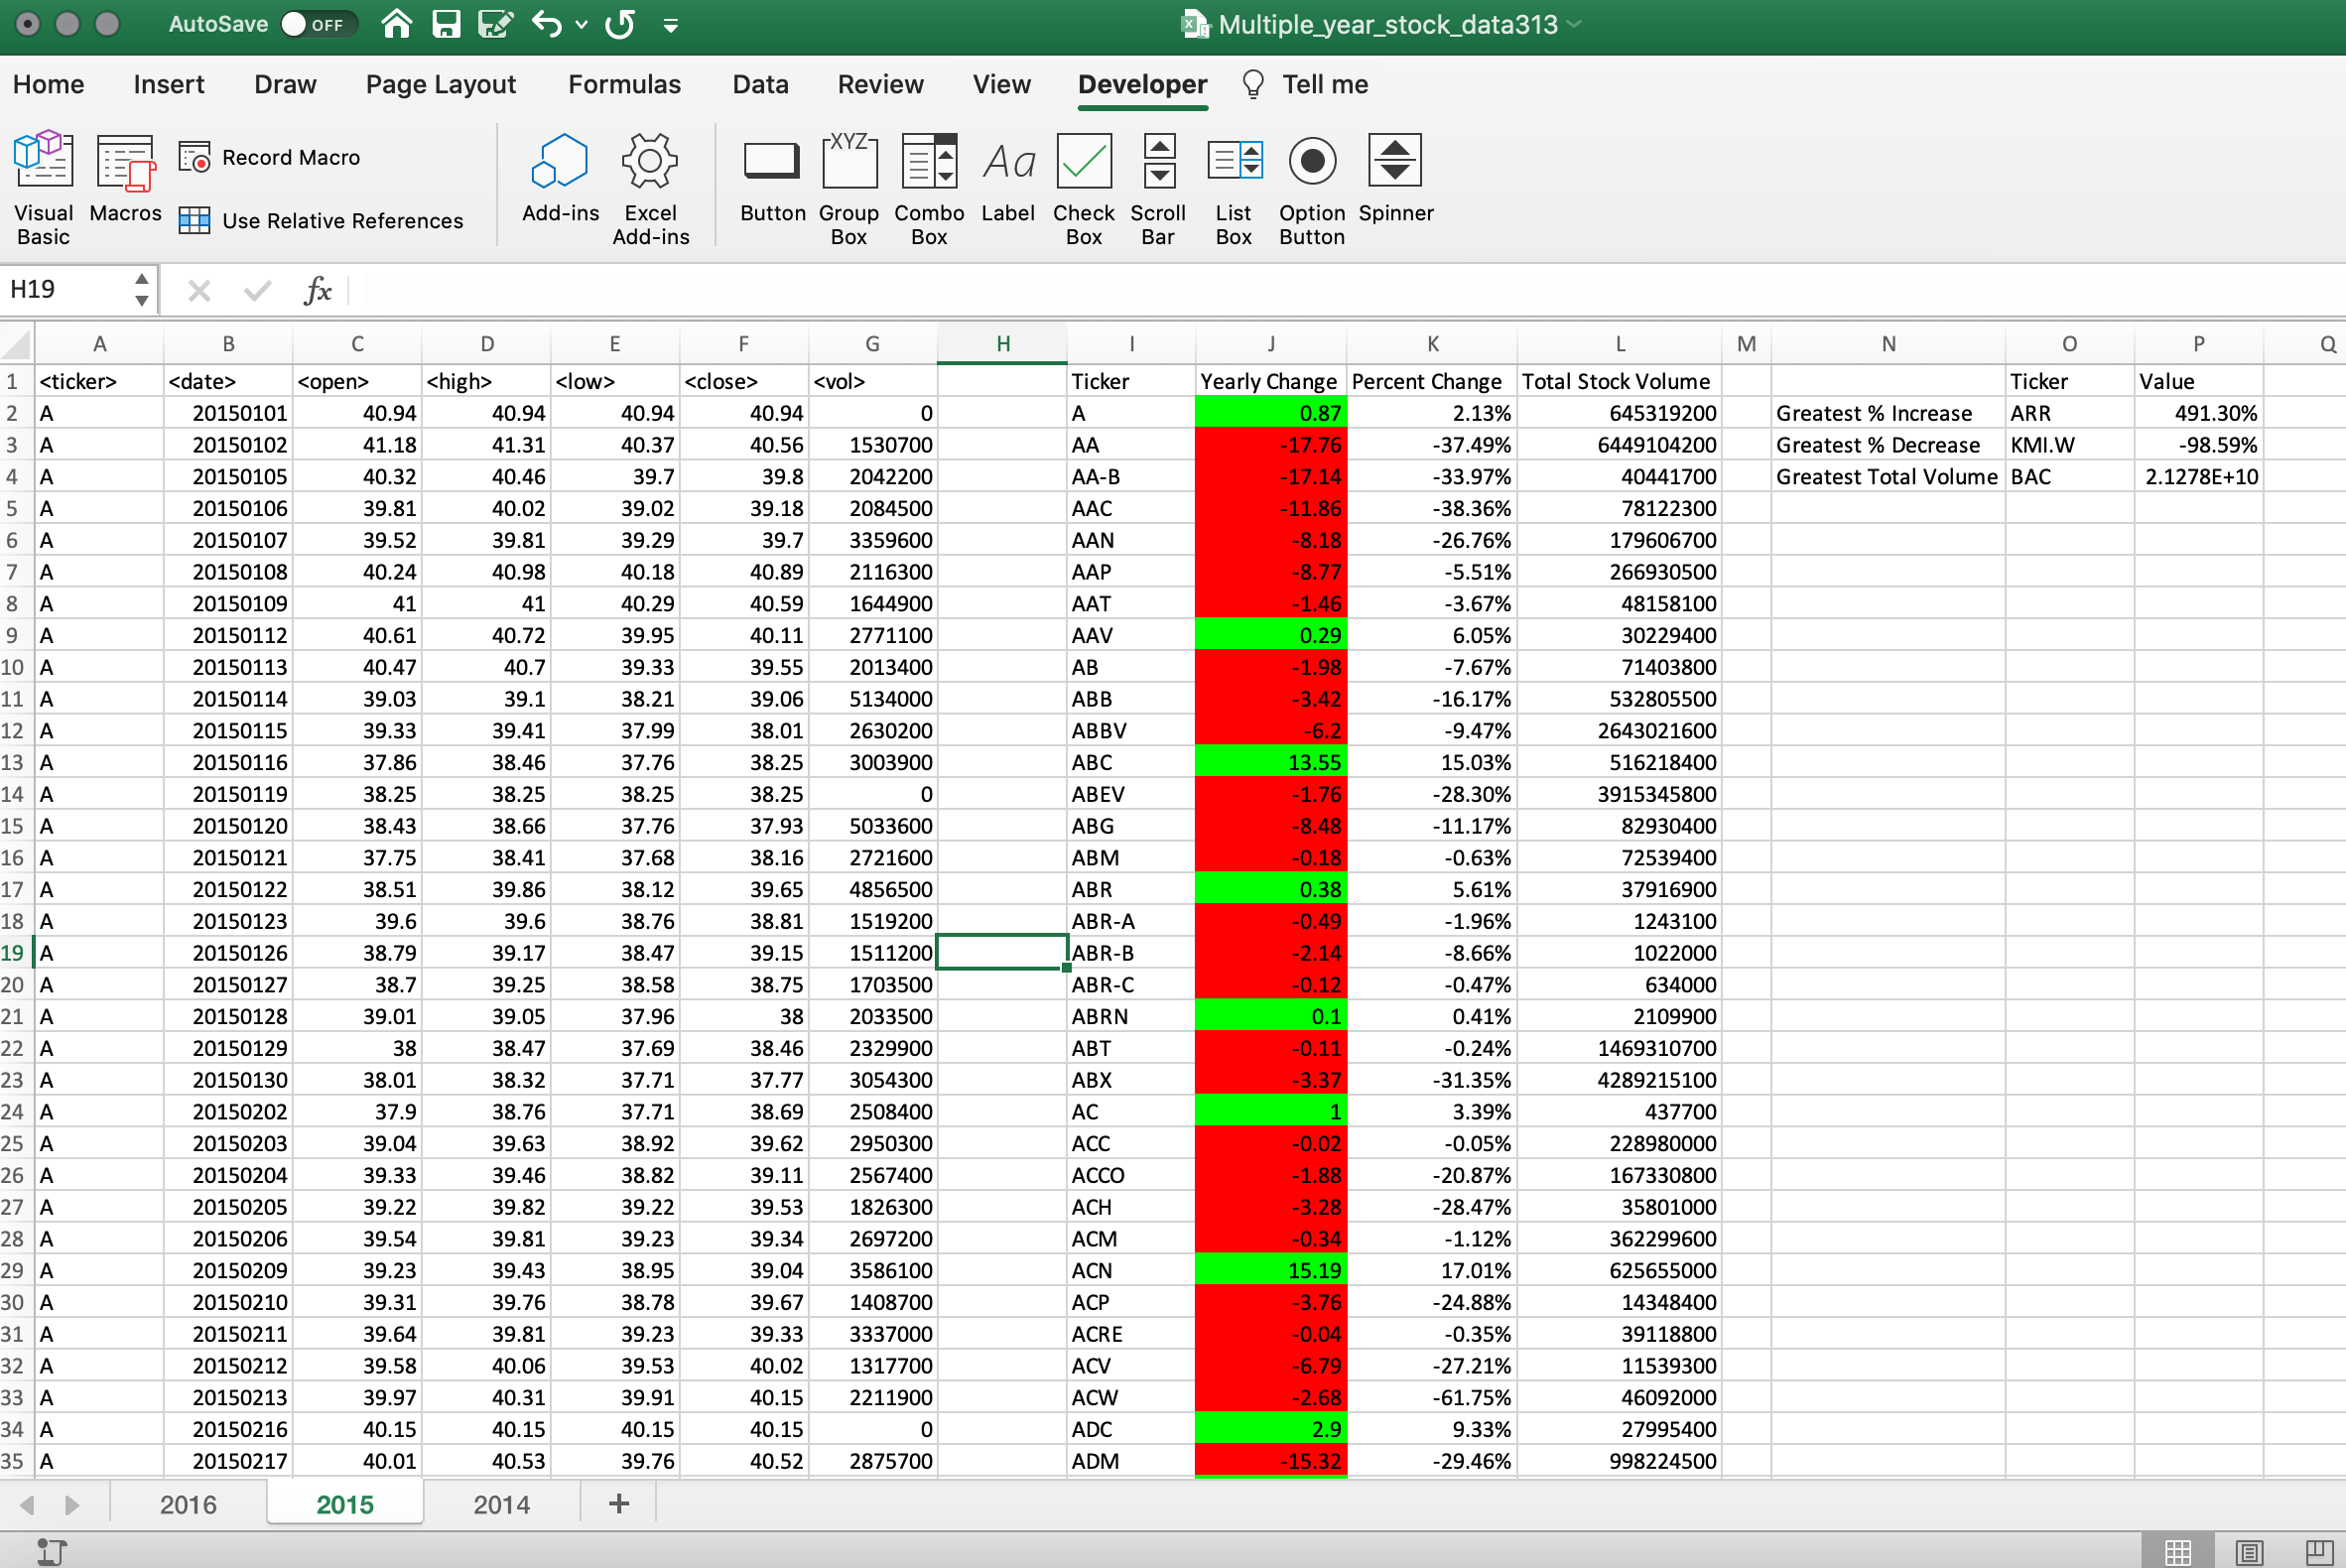 AutoSave OFF Multiple_year_stock_data313
Home Insert Draw Page Layout Formulas Data Review View Developer Tell me
Visual Basic Macros Record Macro Use Relative References Add-ins Excel Add-ins Button XYZ Group Box Combo Box Aa Label Check Box Scroll Bar List Box Option Button Spinner
H19 fx
A B C D E F G H I J K L M N O P Q
1 <ticker> <date> <open> <high> <low> <close> <vol> Ticker Yearly Change Percent Change Total Stock Volume Ticker Value
2 A 20150101 40.94 40.94 40.94 40.94 0 A 0.87 2.13% 645319200 Greatest % Increase ARR 491.30%
3 A 20150102 41.18 41.31 40.37 40.56 1530700 AA -17.76 -37.49% 6449104200 Greatest % Decrease KMI.W -98.59%
4 A 20150105 40.32 40.46 39.7 39.8 2042200 AA-B -17.14 -33.97% 40441700 Greatest Total Volume BAC 2.1278E+10
5 A 20150106 39.81 40.02 39.02 39.18 2084500 AAC -11.86 -38.36% 78122300
6 A 20150107 39.52 39.81 39.29 39.7 3359600 AAN -8.18 -26.76% 179606700
7 A 20150108 40.24 40.98 40.18 40.89 2116300 AAP -8.77 -5.51% 266930500
8 A 20150109 41 41 40.29 40.59 1644900 AAT -1.46 -3.67% 48158100
9 A 20150112 40.61 40.72 39.95 40.11 2771100 AAV 0.29 6.05% 30229400
10 A 20150113 40.47 40.7 39.33 39.55 2013400 AB -1.98 -7.67% 71403800
11 A 20150114 39.03 39.1 38.21 39.06 5134000 ABB -3.42 -16.17% 532805500
12 A 20150115 39.33 39.41 37.99 38.01 2630200 ABBV -6.2 -9.47% 2643021600
13 A 20150116 37.86 38.46 37.76 38.25 3003900 ABC 13.55 15.03% 516218400
14 A 20150119 38.25 38.25 38.25 38.25 0 ABEV -1.76 -28.30% 3915345800
15 A 20150120 38.43 38.66 37.76 37.93 5033600 ABG -8.48 -11.17% 82930400
16 A 20150121 37.75 38.41 37.68 38.16 2721600 ABM -0.18 -0.63% 72539400
17 A 20150122 38.51 39.86 38.12 39.65 4856500 ABR 0.38 5.61% 37916900
18 A 20150123 39.6 39.6 38.76 38.81 1519200 ABR-A -0.49 -1.96% 1243100
19 A 20150126 38.79 39.17 38.47 39.15 1511200 ABR-B -2.14 -8.66% 1022000
20 A 20150127 38.7 39.25 38.58 38.75 1703500 ABR-C -0.12 -0.47% 634000
21 A 20150128 39.01 39.05 37.96 38 2033500 ABRN 0.1 0.41% 2109900
22 A 20150129 38 38.47 37.69 38.46 2329900 ABT -0.11 -0.24% 1469310700
23 A 20150130 38.01 38.32 37.71 37.77 3054300 ABX -3.37 -31.35% 4289215100
24 A 20150202 37.9 38.76 37.71 38.69 2508400 AC 1 3.39% 437700
25 A 20150203 39.04 39.63 38.92 39.62 2950300 ACC -0.02 -0.05% 228980000
26 A 20150204 39.33 39.46 38.82 39.11 2567400 ACCO -1.88 -20.87% 167330800
27 A 20150205 39.22 39.82 39.22 39.53 1826300 ACH -3.28 -28.47% 35801000
28 A 20150206 39.54 39.81 39.23 39.34 2697200 ACM -0.34 -1.12% 362299600
29 A 20150209 39.23 39.43 38.95 39.04 3586100 ACN 15.19 17.01% 625655000
30 A 20150210 39.31 39.76 38.78 39.67 1408700 ACP -3.76 -24.88% 14348400
31 A 20150211 39.64 39.81 39.23 39.33 3337000 ACRE -0.04 -0.35% 39118800
32 A 20150212 39.58 40.06 39.53 40.02 1317700 ACV -6.79 -27.21% 11539300
33 A 20150213 39.97 40.31 39.91 40.15 2211900 ACW -2.68 -61.75% 46092000
34 A 20150216 40.15 40.15 40.15 40.15 0 ADC 2.9 9.33% 27995400
35 A 20150217 40.01 40.53 39.76 40.52 2875700 ADM -15.32 -29.46% 998224500
2016 2015 2014 +